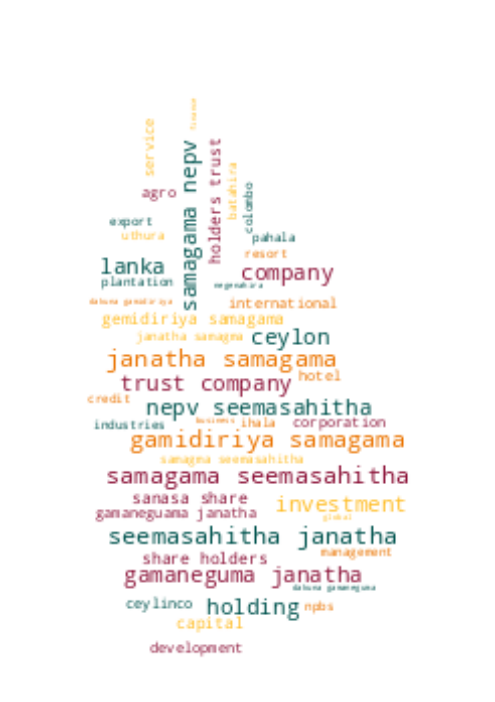 finance
service
samagama nepv
holders trust
batahira
colombo
agro
export
uthura
pahala
resort
lanka
company
plantation
negenahira
dakuna gamidiriya
international
gemidiriya samagama
janatha samagma
ceylon
janatha samagama
trust company
hotel
credit
nepv seemasahitha
industries
business
ihala
corporation
gamidiriya samagama
samagma seemasahitha
samagama seemasahitha
sanasa share
investment
gamaneguama janatha
global
seemasahitha janatha
management
share holders
gamaneguma janatha
dakuna gamaneguma
ceylinco
holding
npbs
capital
development